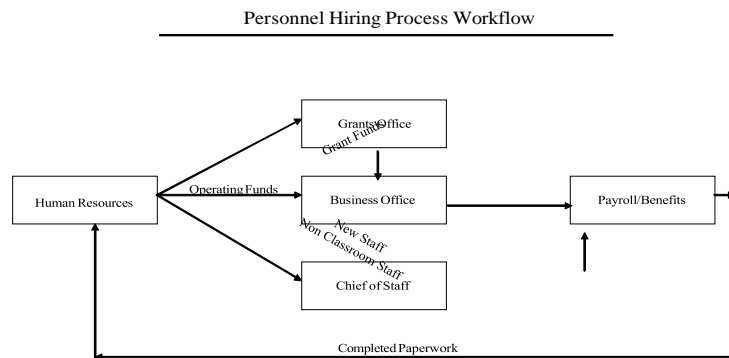 Personnel Hiring Process Workflow
Grants Office
Grant Funds
Human Resources
Operating Funds
Business Office
Payroll/Benefits
New Staff
Non Classroom Staff
Chief of Staff
Completed Paperwork